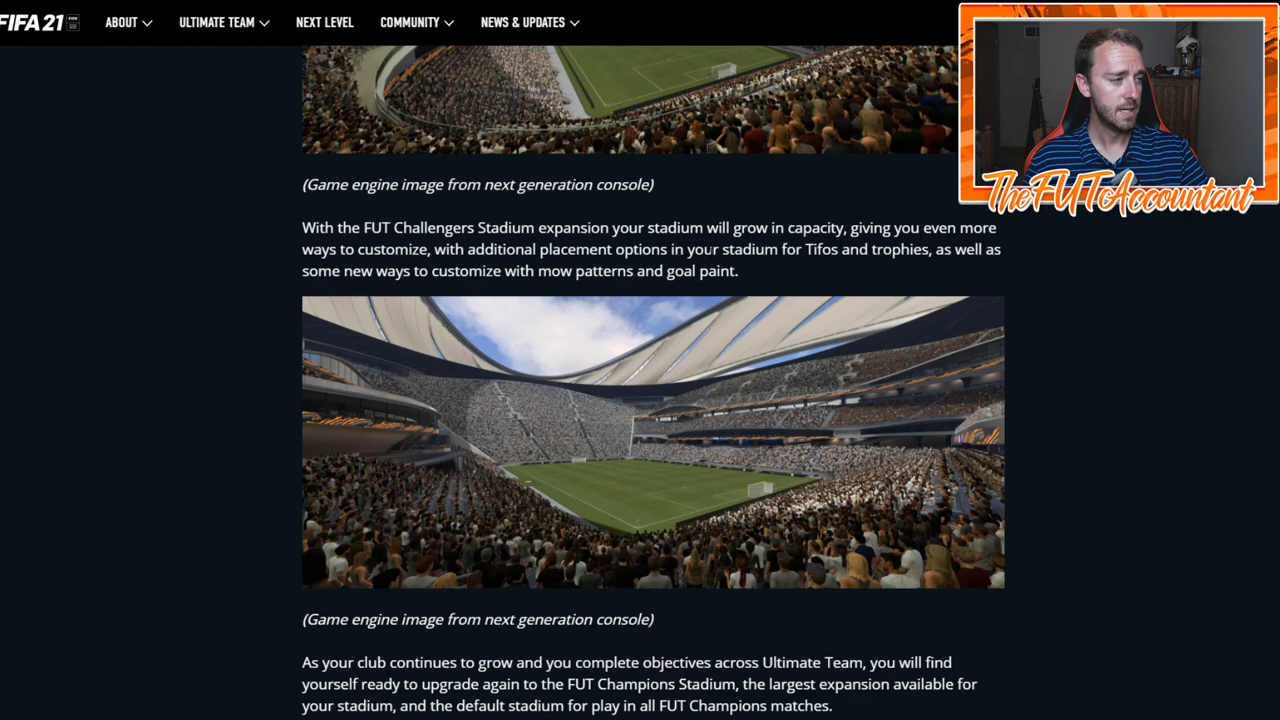 FIFA 21
ABOUT
ULTIMATE TEAM
NEXT LEVEL
COMMUNITY
NEWS & UPDATES
TheFUTAccountant
(Game engine image from next generation console)
With the FUT Challengers Stadium expansion your stadium will grow in capacity, giving you even more
ways to customize, with additional placement options in your stadium for Tifos and trophies, as well as
some new ways to customize with mow patterns and goal paint.
(Game engine image from next generation console)
As your club continues to grow and you complete objectives across Ultimate Team, you will find
yourself ready to upgrade again to the FUT Champions Stadium, the largest expansion available for
your stadium, and the default stadium for play in all FUT Champions matches.